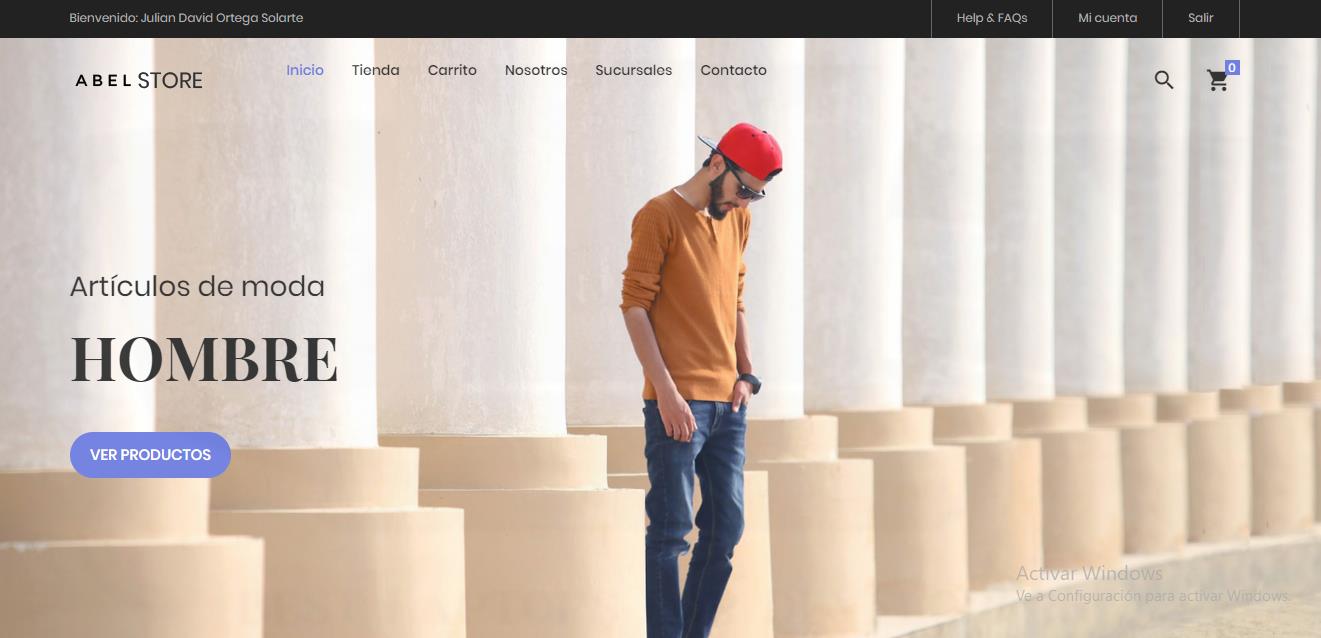 Bienvenido: Julian David Ortega Solarte
Help & FAQs
Mi cuenta
Salir
ABEL STORE
Inicio
Tienda
Carrito
Nosotros
Sucursales
Contacto
0
Artículos de moda
HOMBRE
VER PRODUCTOS
Activar Windows
Ve a Configuración para activar Windows.